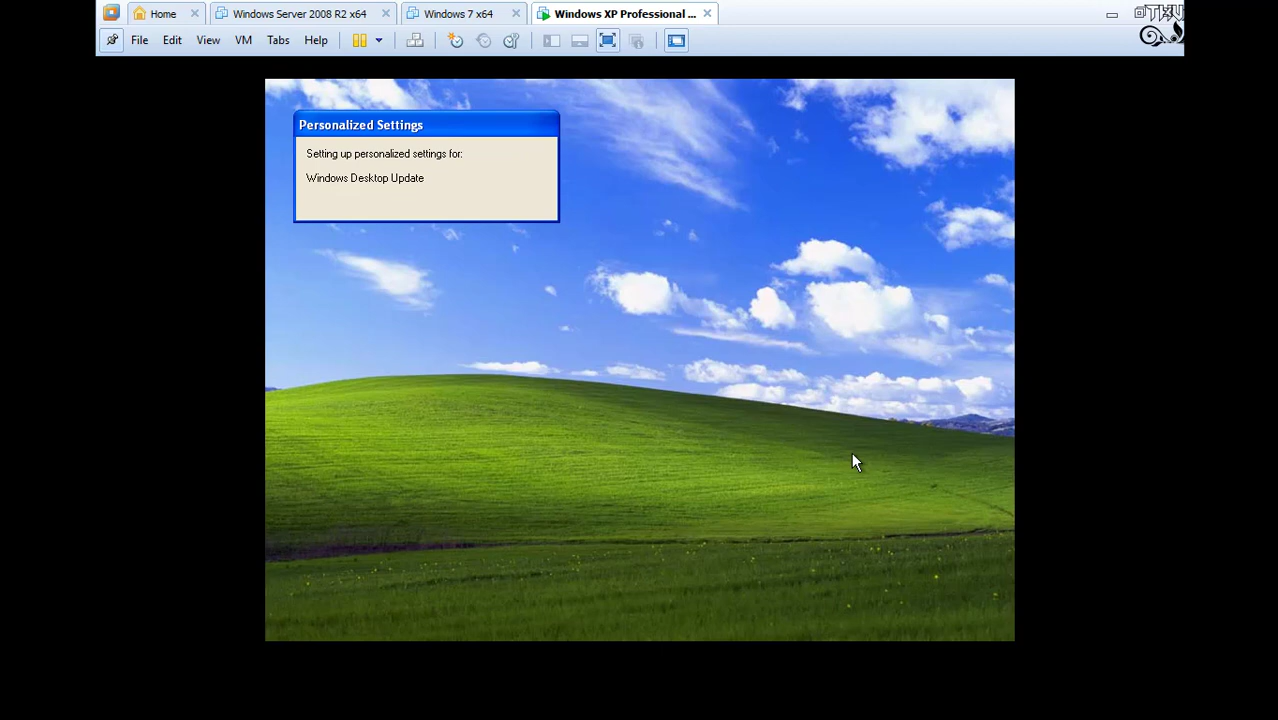 Home
Windows Server 2008 R2 x64
Windows 7 x64
Windows XP Professional ...
File Edit View VM Tabs Help
Personalized Settings
Setting up personalized settings for:
Windows Desktop Update